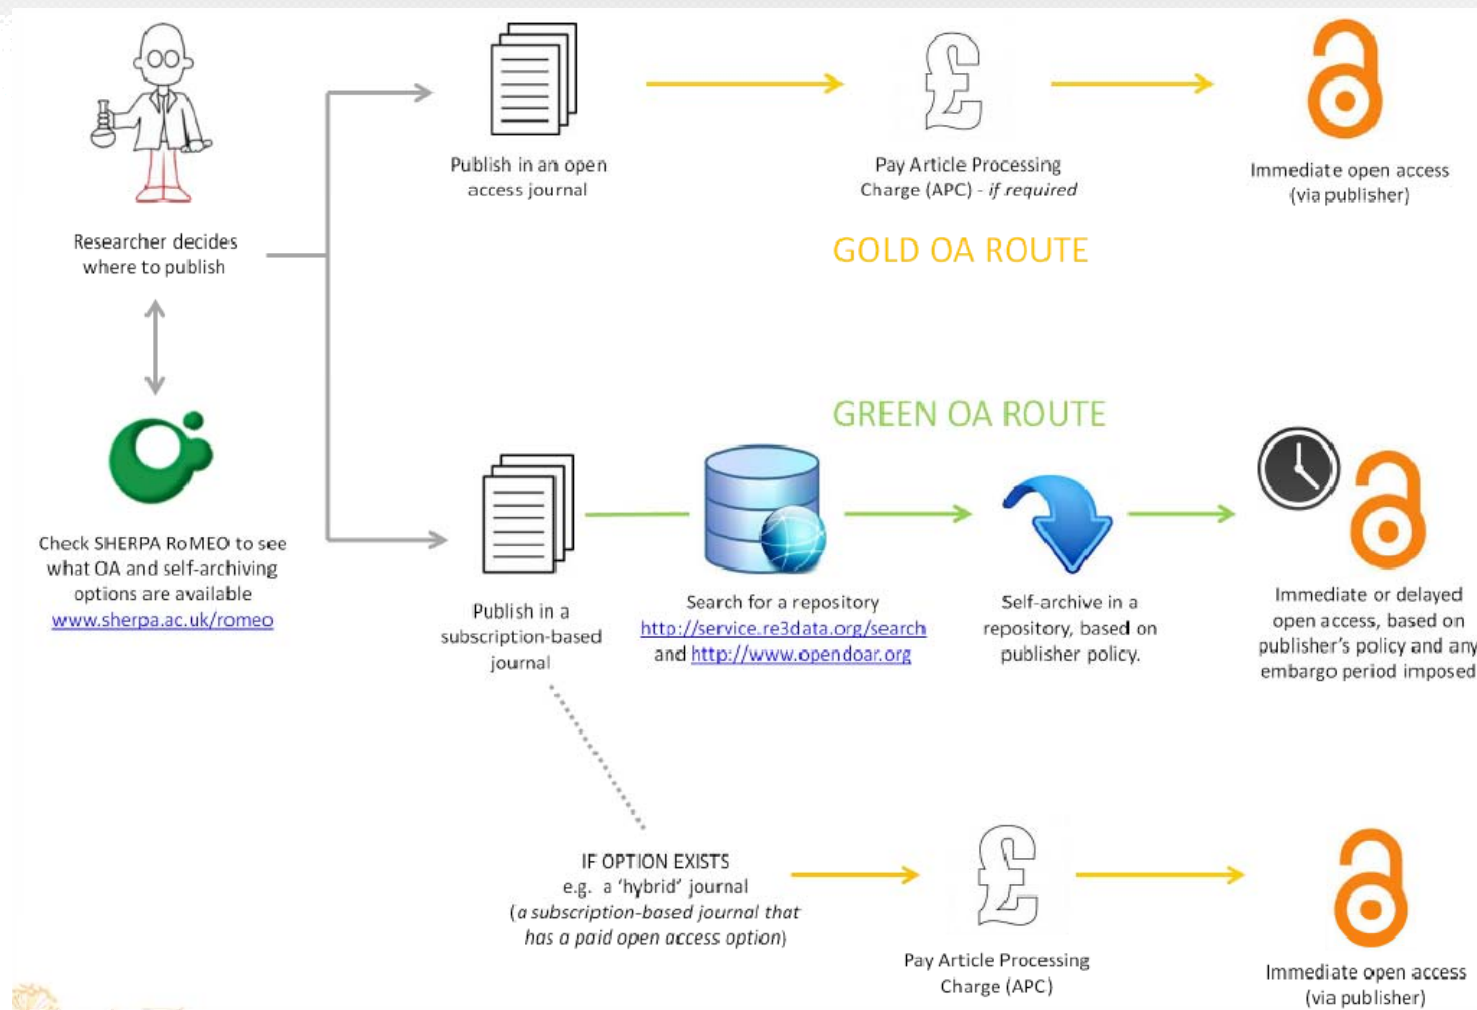 Publish in an open
access journal
Pay Article Processing
Charge (APC) - if required
Immediate open access
(via publisher)
Researcher decides
where to publish
GOLD OA ROUTE
GREEN OA ROUTE
Check SHERPA RoMEO to see
what OA and self-archiving
options are available
www.sherpa.ac.uk/romeo
Publish in a
subscription-based
journal
Search for a repository
http://service.re3data.org/search
and http://www.opendoar.org
Self-archive in a
repository, based on
publisher policy.
Immediate or delayed
open access, based on
publisher's policy and any
embargo period imposed
IF OPTION EXISTS
e.g. a 'hybrid' journal
(a subscription-based journal that
has a paid open access option)
Pay Article Processing
Charge (APC)
Immediate open access
(via publisher)